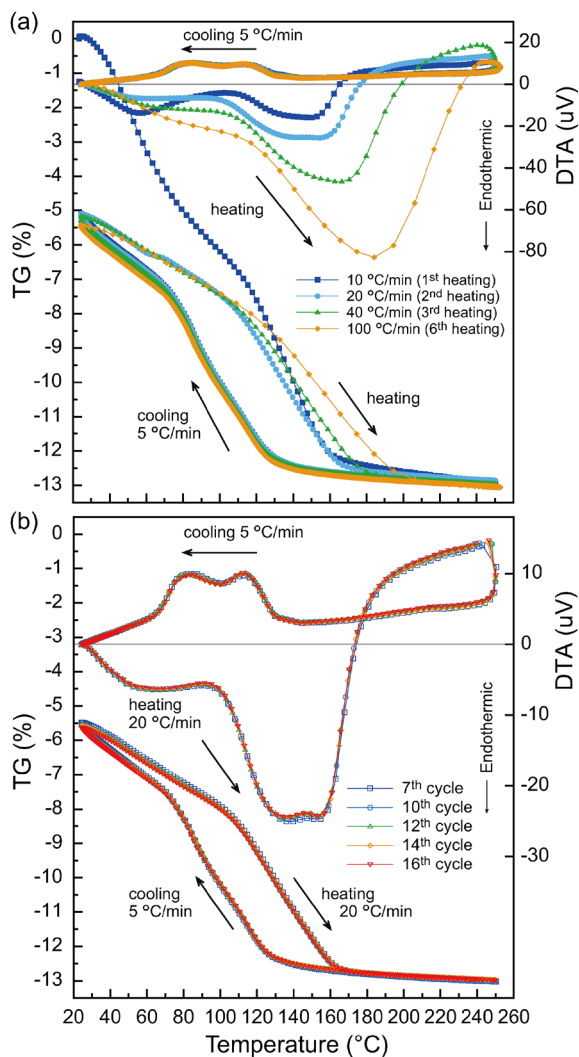 (a)
cooling 5 °C/min
0
-1
-2
-3
-4
-5
-6
-7
-8
-9
-10
-11
-12
-13
TG (%)
20
0
-20
-40
-60
-80
DTA (uV)
Endothermic
heating
10 °C/min (1st heating)
20 °C/min (2nd heating)
40 °C/min (3rd heating)
100 °C/min (6th heating)
heating
cooling
5 °C/min
(b)
cooling 5 °C/min
0
-1
-2
-3
-4
-5
-6
-7
-8
-9
-10
-11
-12
-13
TG (%)
10
0
-10
-20
-30
DTA (uV)
Endothermic
heating
20 °C/min
7th cycle
10th cycle
12th cycle
14th cycle
16th cycle
cooling
5 °C/min
heating
20 °C/min
20 40 60 80 100 120 140 160 180 200 220 240 260
Temperature (°C)